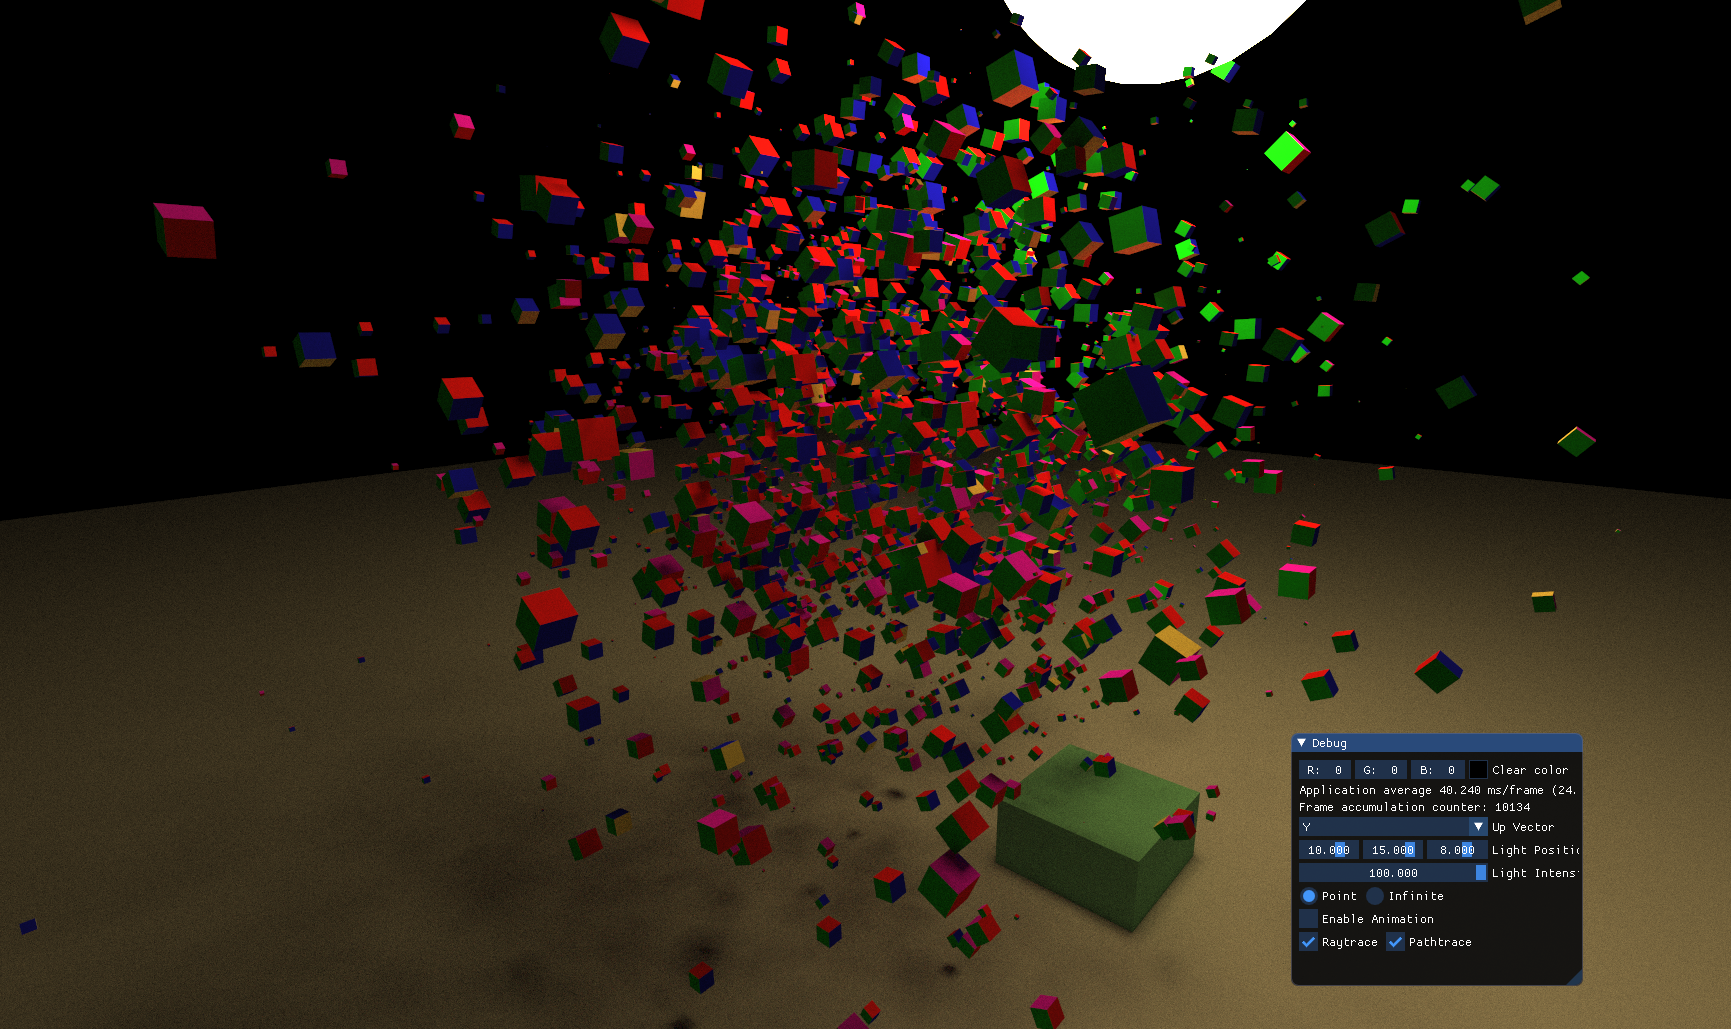 Debug
R: 0 G: 0 B: 0 Clear color
Application average 40.240 ms/frame (24.
Frame accumulation counter: 10134
Y Up Vector
10.000 15.000 8.000 Light Positi
100.000 Light Intens
Point Infinite
Enable Animation
Raytrace Pathtrace